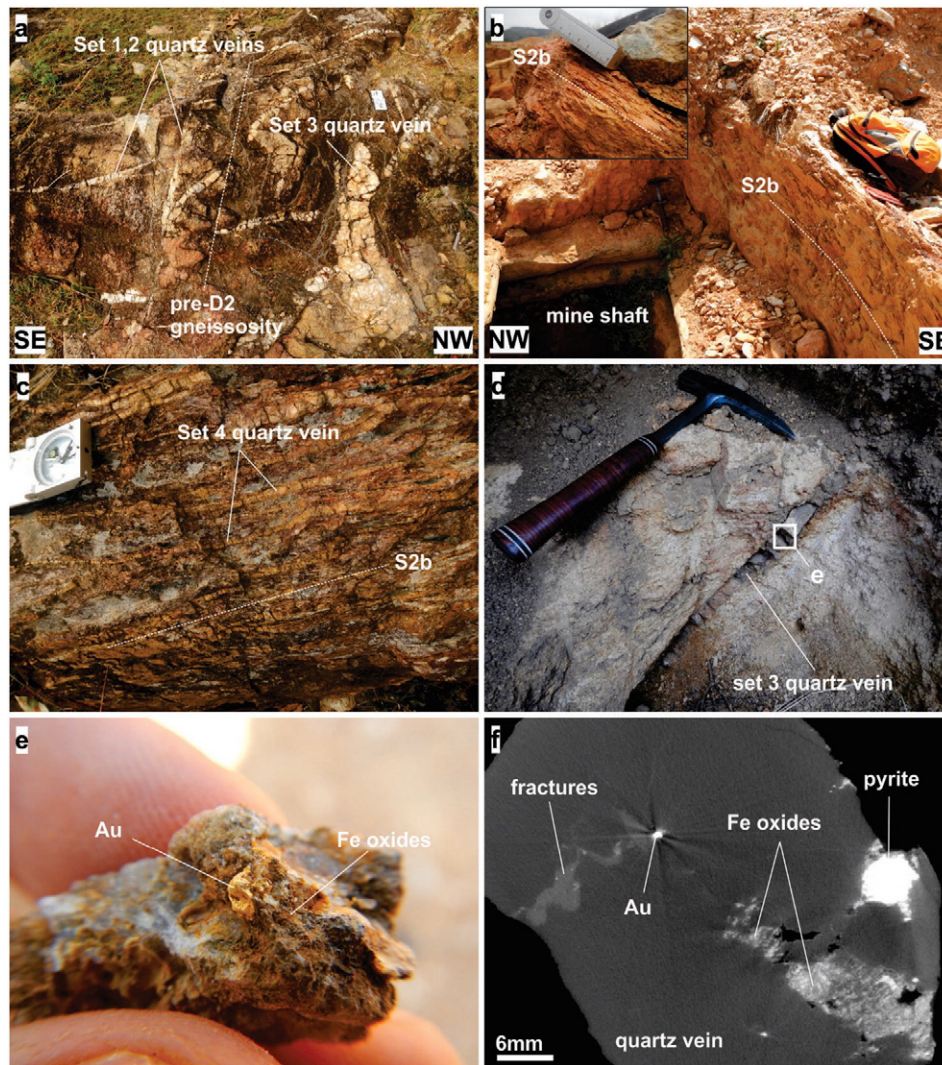 a
Set 1,2 quartz veins
Set 3 quartz vein
pre-D2
gneissosity
SE
NW
b
S2b
S2b
mine shaft
NW
SE
c
Set 4 quartz vein
S2b
d
e
set 3 quartz vein
e
Au
Fe oxides
f
fractures
pyrite
Fe oxides
Au
6mm
quartz vein